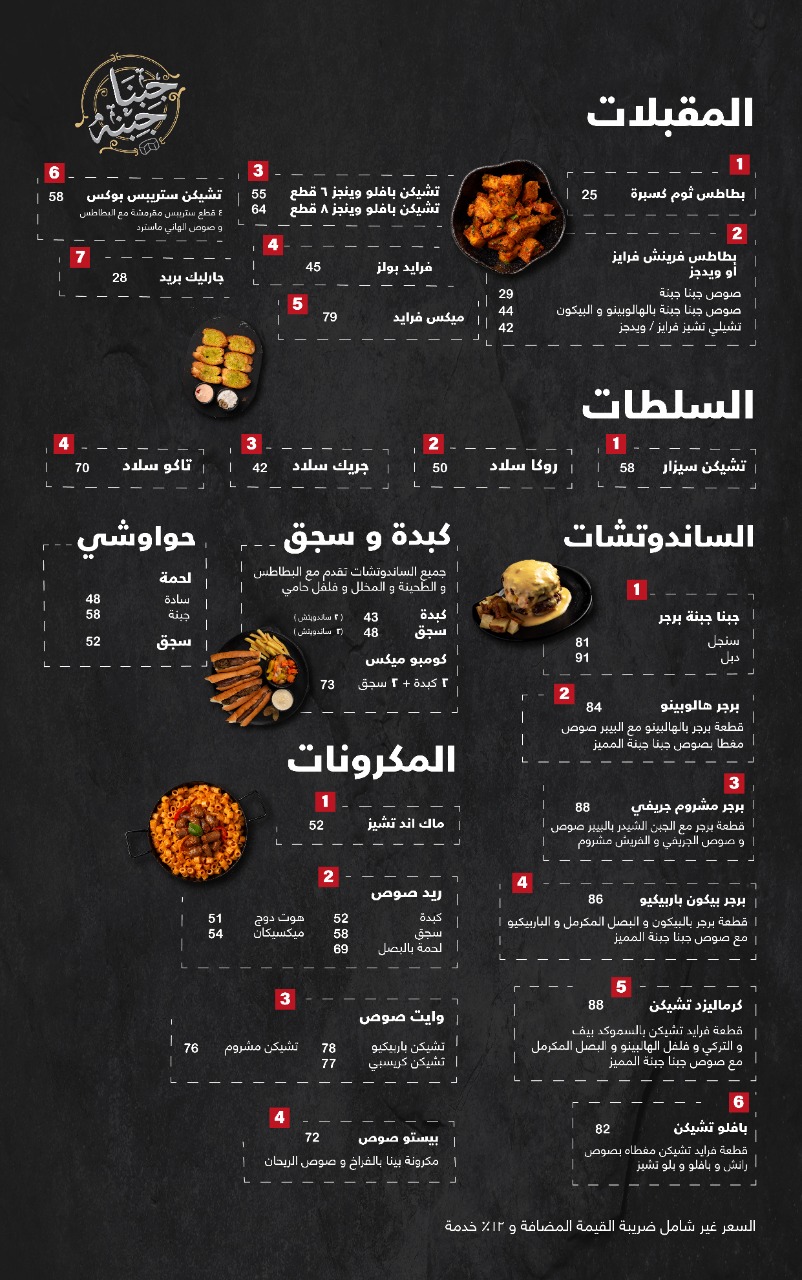 جبنا
جبنة
المقبلات
1
بطاطس ثوم كسبرة 25
2
بطاطس فرينش فرايز
أو ويدجز
صوص جبنا جبنة 29
صوص جبنا جبنة بالهالوبينو و البيكون 44
تشيلي تشيز فرايز / ويدجز 42
3
تشيكن بافلو وينجز ٦ قطع 55
تشيكن بافلو وينجز ٨ قطع 64
4
فرايد بولز 45
5
ميكس فرايد 79
6
تشيكن ستريبس بوكس 58
٤ قطع ستريبس مقرمشة مع البطاطس
و صوص الهاني ماسترد
7
جارليك بريد 28
السلطات
1
تشيكن سيزار 58
2
روكا سلاد 50
3
جريك سلاد 42
4
تاكو سلاد 70
الساندوتشات
1
جبنا جبنة برجر
سنجل 81
دبل 91
2
برجر هالوبينو 84
قطعة برجر بالهالبينو مع البيبر صوص
مغطا بصوص جبنا جبنة المميز
3
برجر مشروم جريفي 88
قطعة برجر مع الجبن الشيدر بالبيبر صوص
و صوص الجريفي و الفريش مشروم
4
برجر بيكون باربيكيو 86
قطعة برجر بالبيكون و البصل المكرمل و الباربيكيو
مع صوص جبنا جبنة المميز
5
كرماليزد تشيكن 88
قطعة فرايد تشيكن بالسموكد بيف
و التركي و فلفل الهالبينو و البصل المكرمل
مع صوص جبنا جبنة المميز
6
بافلو تشيكن 82
قطعة فرايد تشيكن مغطاه بصوص
رانش و بافلو و بلو تشيز
كبدة و سجق
جميع الساندوتشات تقدم مع البطاطس
و الطحينة و المخلل و فلفل حامي
كبدة 43 (٢ ساندويتش)
سجق 48 (٢ ساندويتش)
كومبو ميكس
٢ كبدة + ٢ سجق 73
حواوشي
لحمة
سادة 48
جبنة 58
سجق 52
المكرونات
1
ماك اند تشيز 52
2
ريد صوص
كبدة 52 هوت دوج 51
سجق 58 ميكسيكان 54
لحمة بالبصل 69
3
وايت صوص
تشيكن باربيكيو 78 تشيكن مشروم 76
تشيكن كريسبي 77
4
بيستو صوص 72
مكرونة بينا بالفراخ و صوص الريحان
السعر غير شامل ضريبة القيمة المضافة و ١٢٪ خدمة